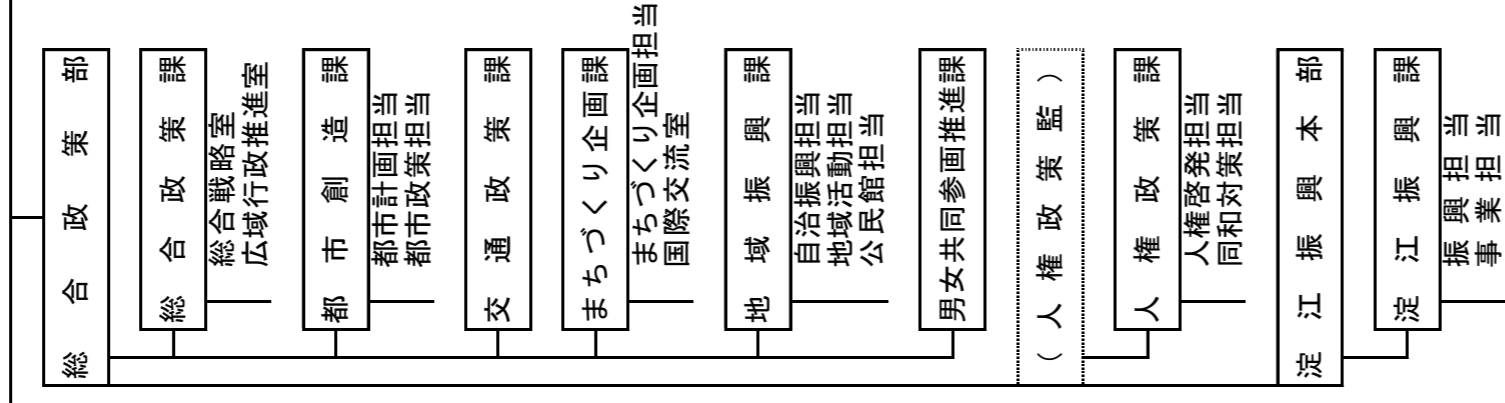 総合政策部
総合政策課
総合戦略室
広域行政推進室
都市創造課
都市計画担当
都市政策担当
交通政策課
まちづくり企画課
まちづくり企画担当
国際交流室
地域振興課
自治振興担当
地域活動担当
公民館担当
男女共同参画推進課
（人権政策監）
人権政策課
人権啓発担当
同和対策担当
淀江振興本部
淀江振興課
振興担当
事業担当